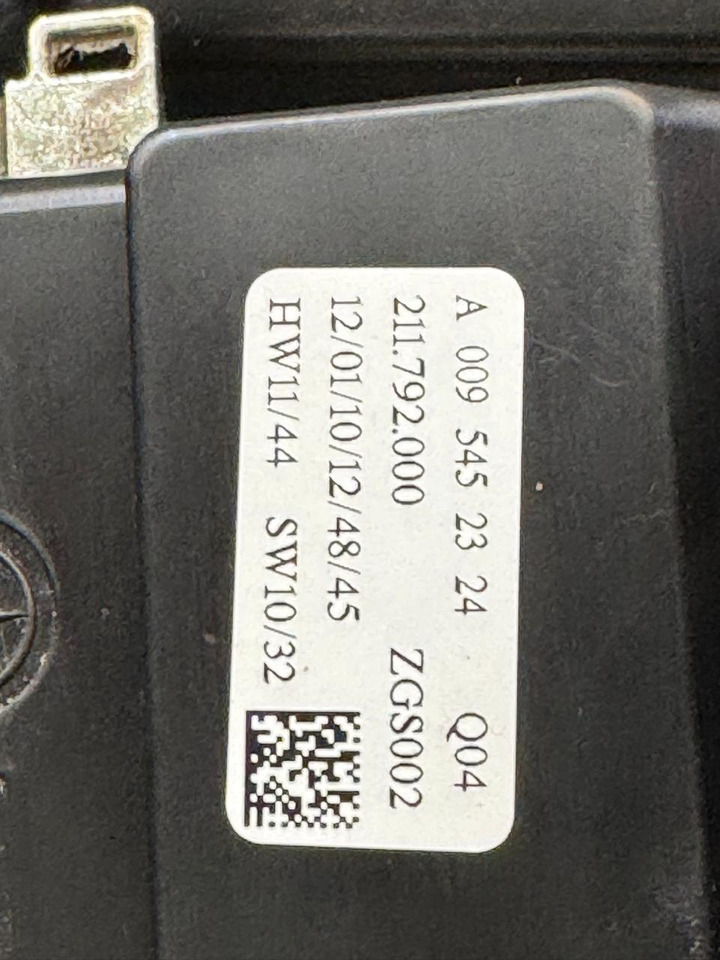 A 009 545 23 24 Q04
211.792.000 ZGS002
12/01/10/12/48/45
HW11/44 SW10/32